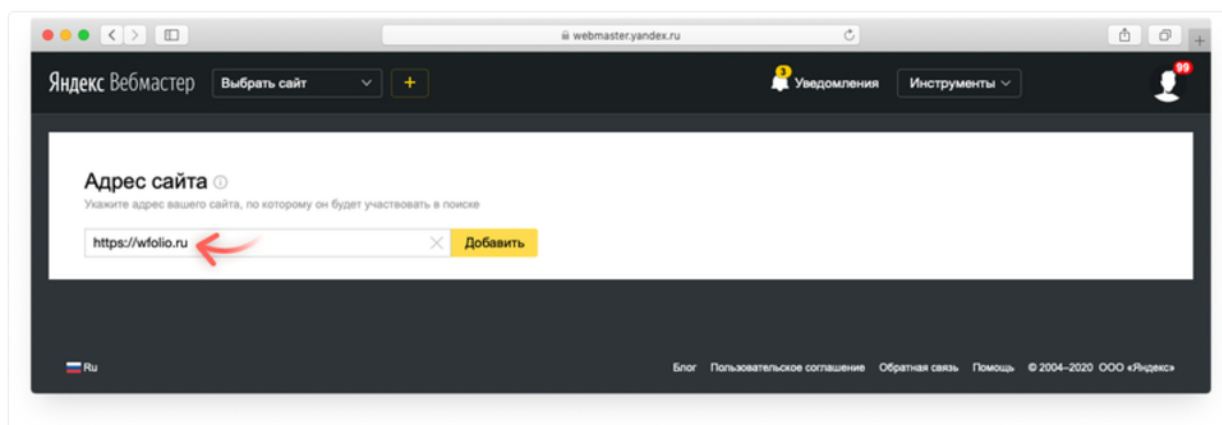 webmaster.yandex.ru
Яндекс Вебмастер Выбрать сайт + 3 Уведомления Инструменты 99
Адрес сайта
Укажите адрес вашего сайта, по которому он будет участвовать в поиске
https://wfolio.ru Добавить
Ru Блог Пользовательское соглашение Обратная связь Помощь © 2004–2020 ООО «Яндекс»